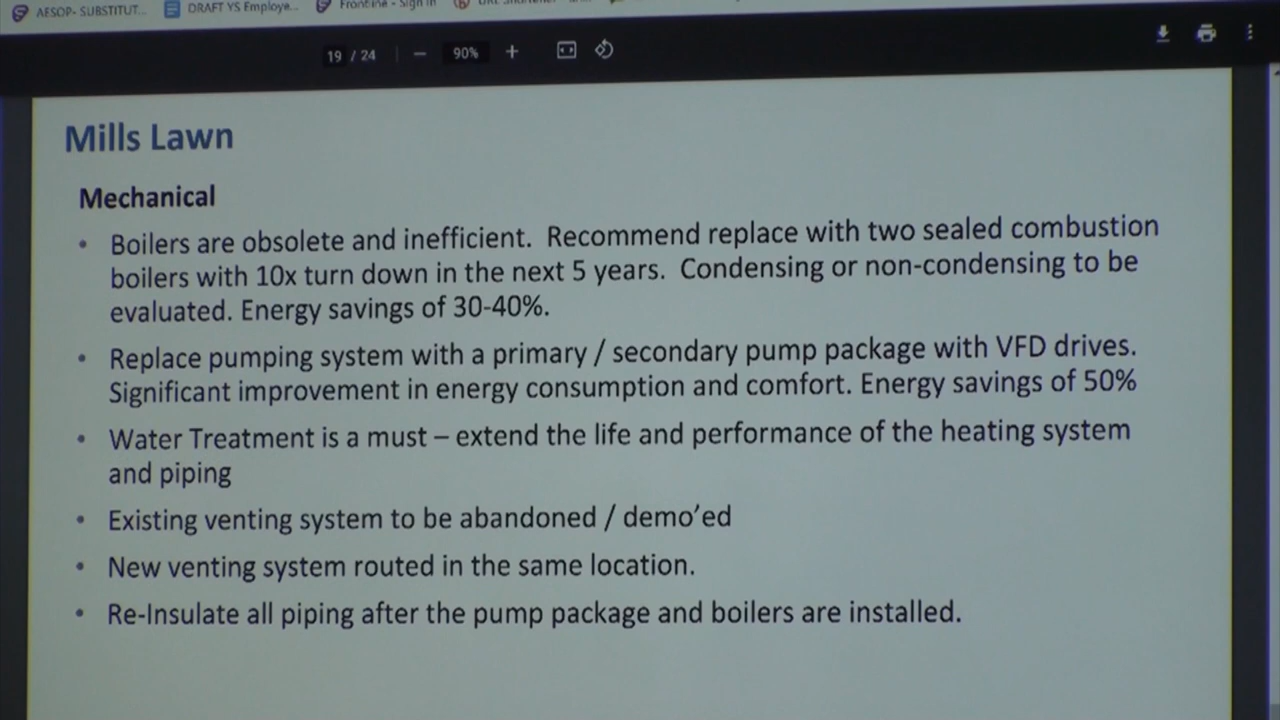 AESOP- SUBSTITUT...
DRAFT YS Employe...
Frontline - Sign In
19 / 24
90%
Mills Lawn
Mechanical
• Boilers are obsolete and inefficient. Recommend replace with two sealed combustion
boilers with 10x turn down in the next 5 years. Condensing or non-condensing to be
evaluated. Energy savings of 30-40%.
• Replace pumping system with a primary / secondary pump package with VFD drives.
Significant improvement in energy consumption and comfort. Energy savings of 50%
• Water Treatment is a must – extend the life and performance of the heating system
and piping
• Existing venting system to be abandoned / demo’ed
• New venting system routed in the same location.
• Re-Insulate all piping after the pump package and boilers are installed.